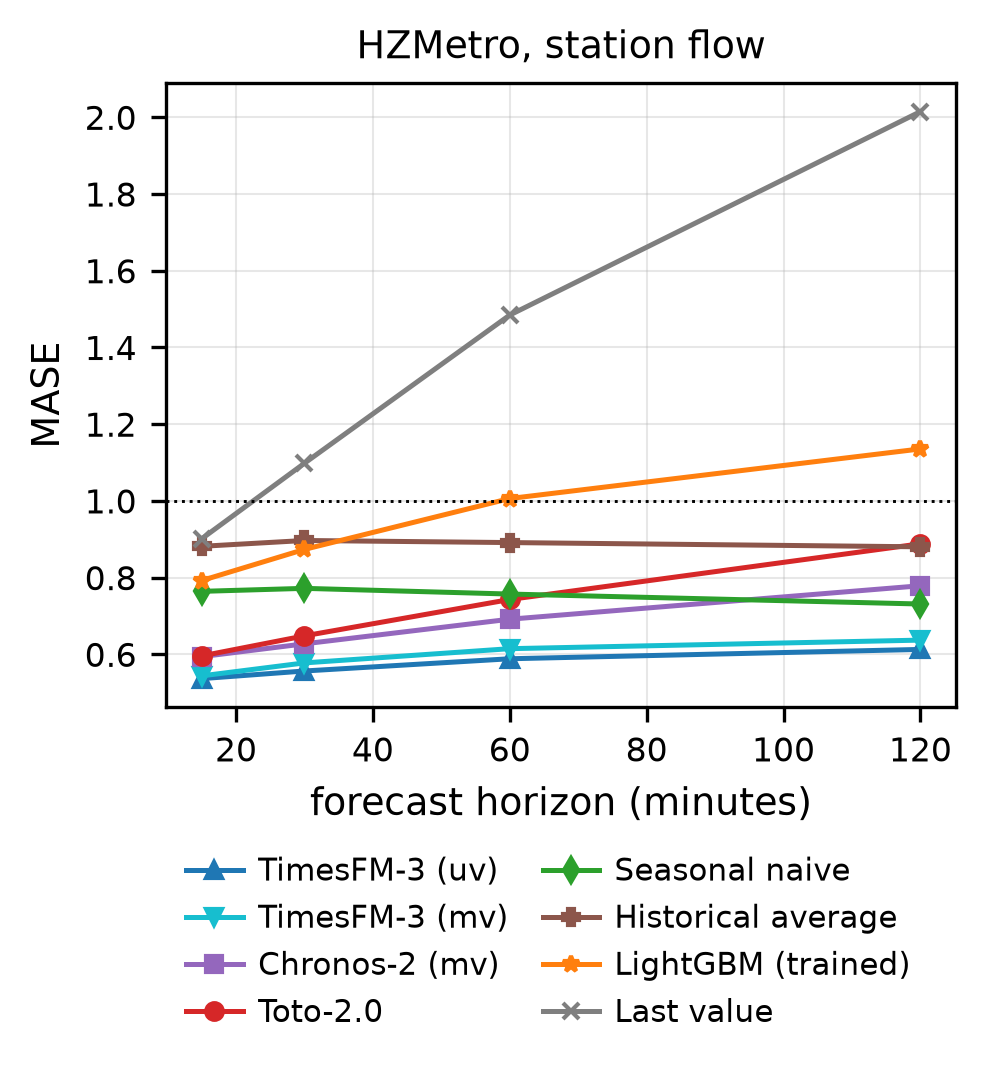 HZMetro, station flow
MASE
2.0
1.8
1.6
1.4
1.2
1.0
0.8
0.6
20 40 60 80 100 120
forecast horizon (minutes)
TimesFM-3 (uv)
TimesFM-3 (mv)
Chronos-2 (mv)
Toto-2.0
Seasonal naive
Historical average
LightGBM (trained)
Last value